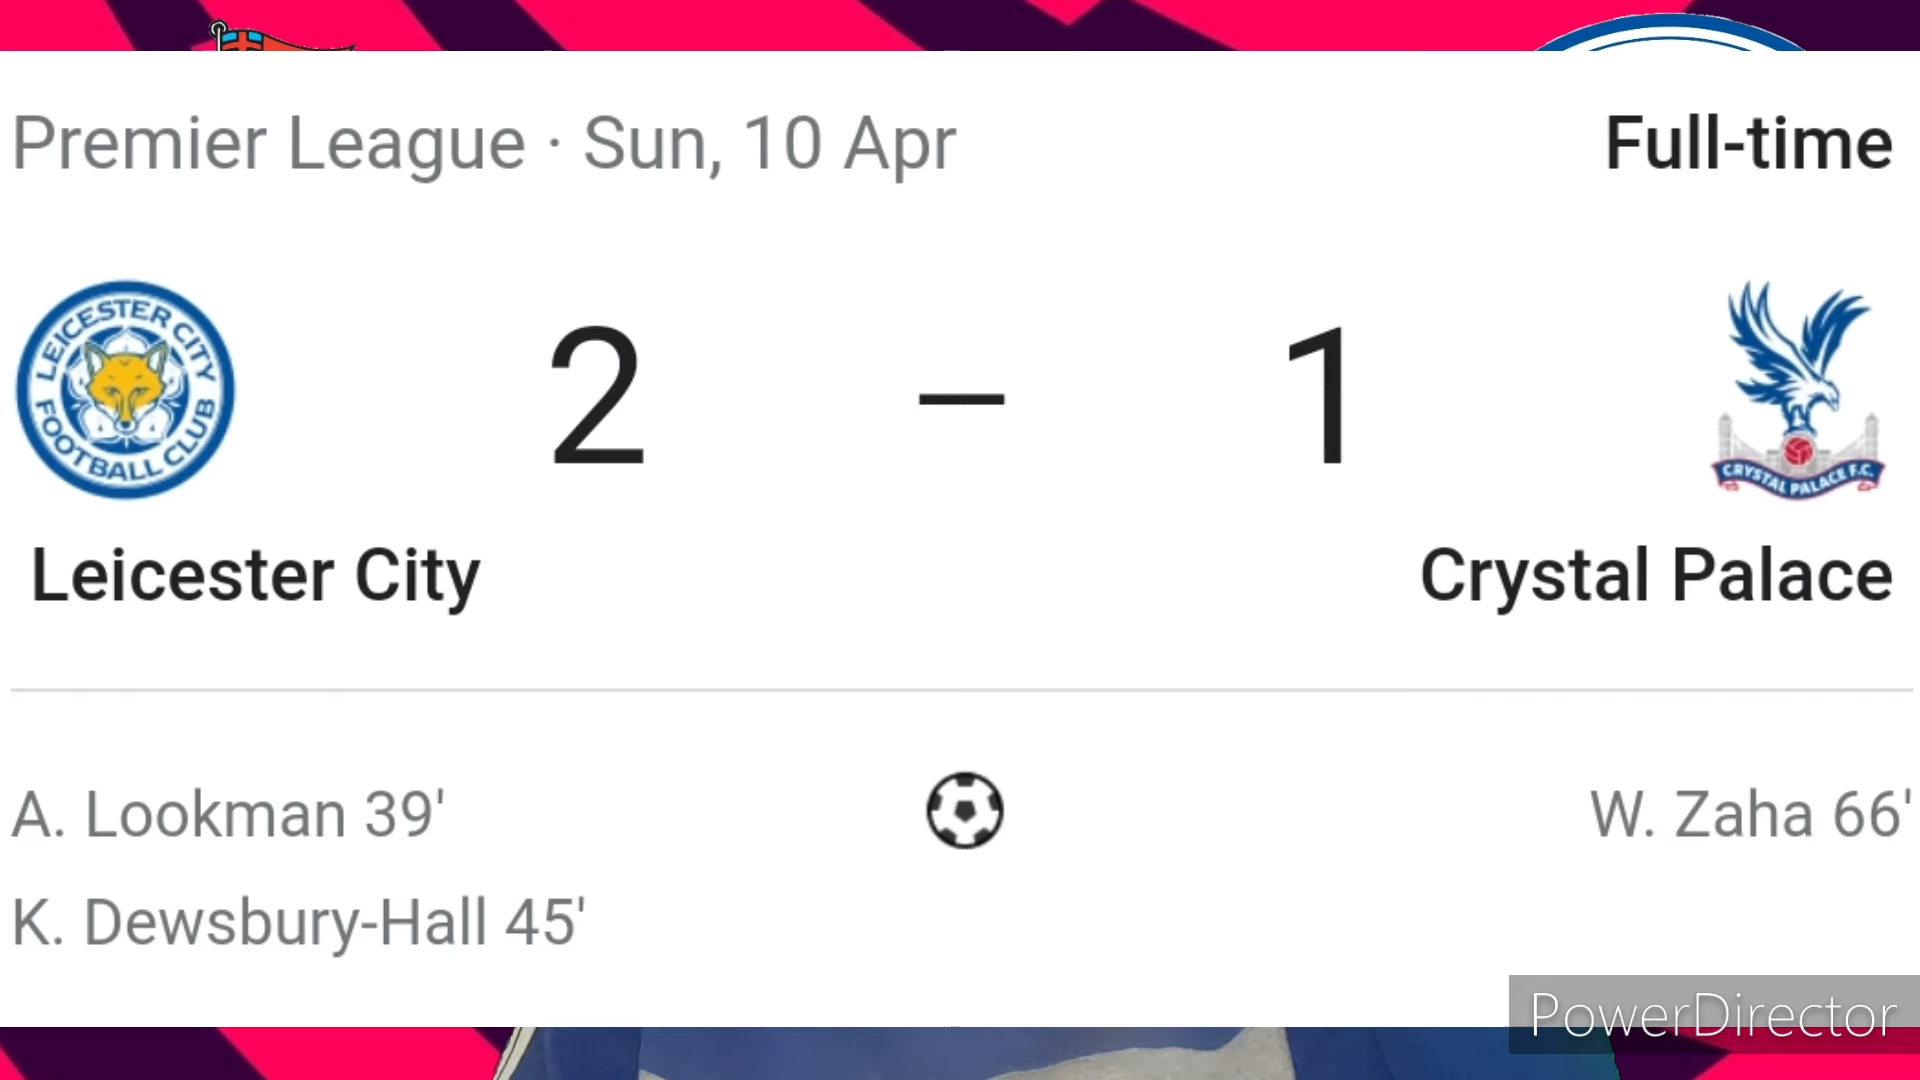 Premier League · Sun, 10 Apr
Full-time
LEICESTER CITY
FOOTBALL CLUB
2 – 1
CRYSTAL PALACE F.C.
Leicester City
Crystal Palace
A. Lookman 39'
W. Zaha 66'
K. Dewsbury-Hall 45'
PowerDirector